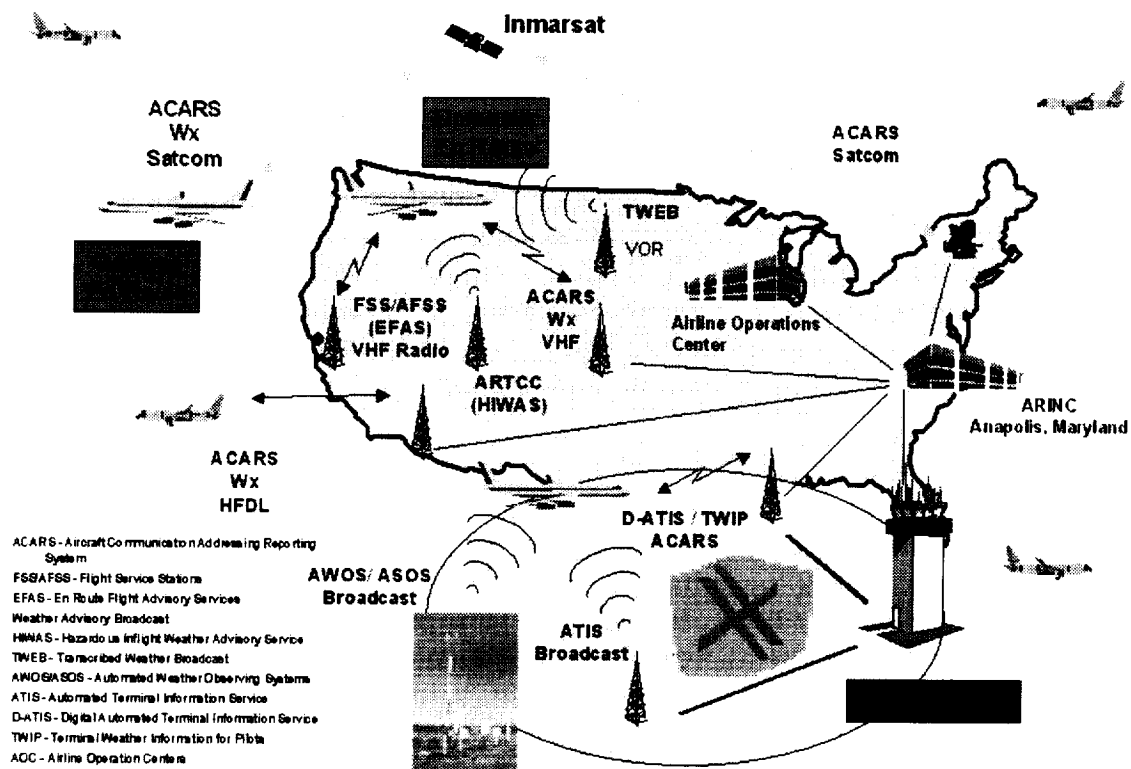 Inmarsat
ACARS
Wx
Satcom
ACARS
Satcom
TWEB
VOR
FSS/AFSS
(EFAS)
VHF Radio
ACARS
Wx
VHF
Airline Operations
Center
ARTCC
(HIWAS)
ARINC
Anapolis, Maryland
ACARS
Wx
HFDL
D-ATIS / TWIP
ACARS
AWOS/ ASOS
Broadcast
ATIS
Broadcast
ACARS - Aircraft Communication Addressing Reporting
System
FSS/AFSS - Flight Service Stations
EFAS - En Route Flight Advisory Services
Weather Advisory Broadcast
HIWAS - Hazardous Inflight Weather Advisory Service
TWEB - Transcribed Weather Broadcast
AWOS/ASOS - Automated Weather Observing Systems
ATIS - Automated Terminal Information Service
D-ATIS - Digital Automated Terminal Information Service
TWIP - Terminal Weather Information for Pilots
AOC - Airline Operation Centers